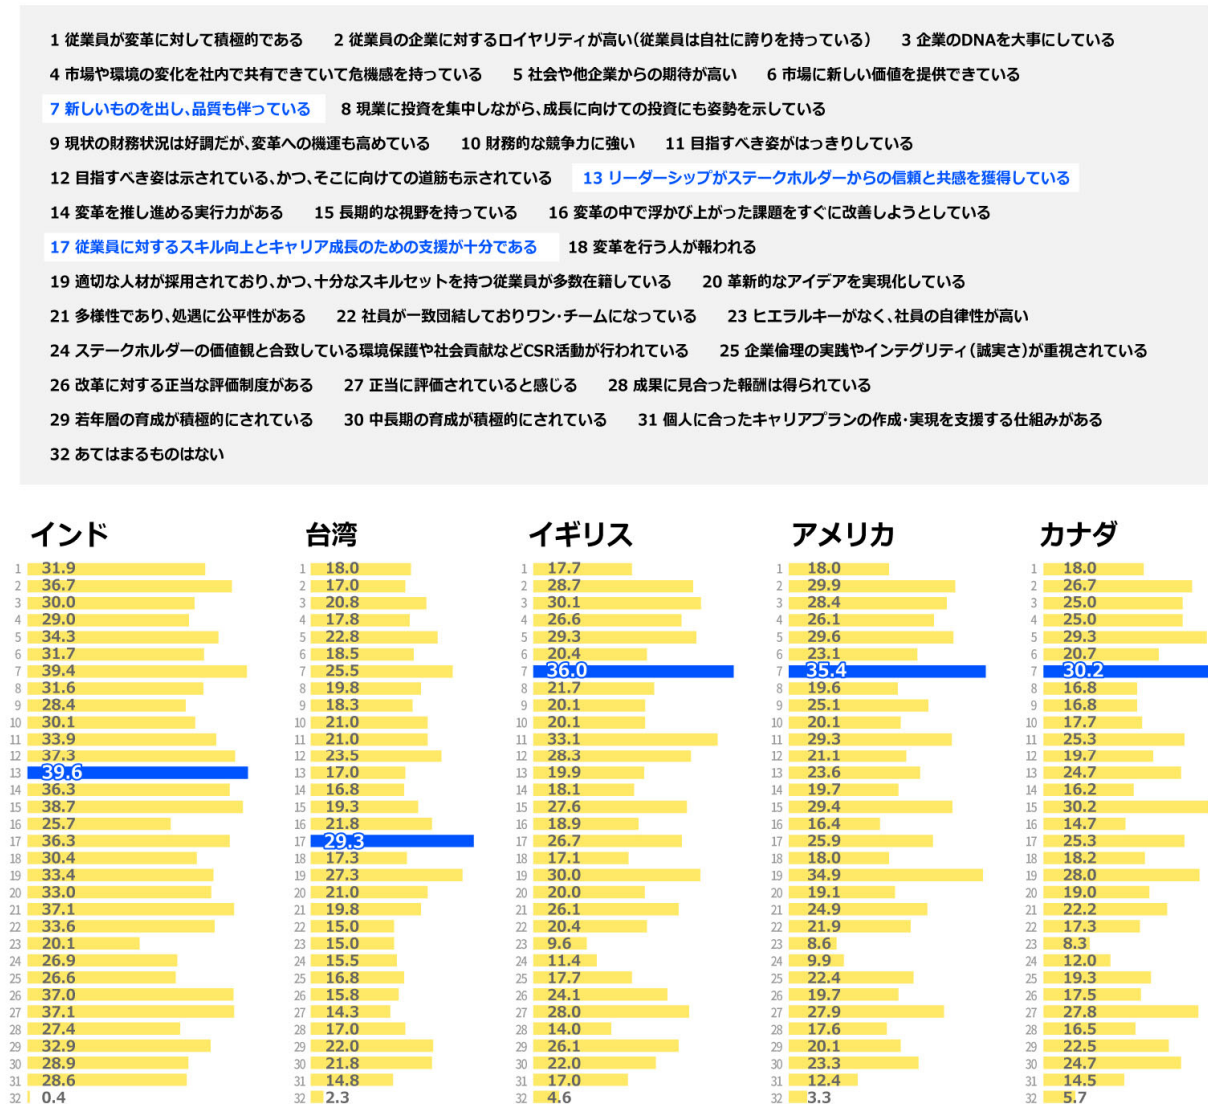 1 従業員が変革に対して積極的である 2 従業員の企業に対するロイヤリティが高い(従業員は自社に誇りを持っている) 3 企業のDNAを大事にしている
4 市場や環境の変化を社内で共有できていて危機感を持っている 5 社会や他企業からの期待が高い 6 市場に新しい価値を提供できている
7 新しいものを出し、品質も伴っている 8 現業に投資を集中しながら、成長に向けての投資にも姿勢を示している
9 現状の財務状況は好調だが、変革への機運も高めている 10 財務的な競争力に強い 11 目指すべき姿がはっきりしている
12 目指すべき姿は示されている、かつ、そこに向けての道筋も示されている 13 リーダーシップがステークホルダーからの信頼と共感を獲得している
14 変革を推し進める実行力がある 15 長期的な視野を持っている 16 変革の中で浮かび上がった課題をすぐに改善しようとしている
17 従業員に対するスキル向上とキャリア成長のための支援が十分である 18 変革を行う人が報われる
19 適切な人材が採用されており、かつ、十分なスキルセットを持つ従業員が多数在籍している 20 革新的なアイデアを実現化している
21 多様性であり、処遇に公平性がある 22 社員が一致団結しておりワン・チームになっている 23 ヒエラルキーがなく、社員の自律性が高い
24 ステークホルダーの価値観と合致している環境保護や社会貢献などCSR活動が行われている 25 企業倫理の実践やインテグリティ(誠実さ)が重視されている
26 改革に対する正当な評価制度がある 27 正当に評価されていると感じる 28 成果に見合った報酬は得られている
29 若年層の育成が積極的にされている 30 中長期の育成が積極的にされている 31 個人に合ったキャリアプランの作成・実現を支援する仕組みがある
32 あてはまるものはない
インド 台湾 イギリス アメリカ カナダ
1 31.9 1 18.0 1 17.7 1 18.0 1 18.0
2 36.7 2 17.0 2 28.7 2 29.9 2 26.7
3 30.0 3 20.8 3 30.1 3 28.4 3 25.0
4 29.0 4 17.8 4 26.6 4 26.1 4 25.0
5 34.3 5 22.8 5 29.3 5 29.6 5 29.3
6 31.7 6 18.5 6 20.4 6 23.1 6 20.7
7 39.4 7 25.5 7 36.0 7 35.4 7 30.2
8 31.6 8 19.8 8 21.7 8 19.6 8 16.8
9 28.4 9 18.3 9 20.1 9 25.1 9 16.8
10 30.1 10 21.0 10 20.1 10 20.1 10 17.7
11 33.9 11 21.0 11 33.1 11 29.3 11 25.3
12 37.3 12 23.5 12 28.3 12 21.1 12 19.7
13 39.6 13 17.0 13 19.9 13 23.6 13 24.7
14 36.3 14 16.8 14 18.1 14 19.7 14 16.2
15 38.7 15 19.3 15 27.6 15 29.4 15 30.2
16 25.7 16 21.8 16 18.9 16 16.4 16 14.7
17 36.3 17 29.3 17 26.7 17 25.9 17 25.3
18 30.4 18 17.3 18 17.1 18 18.0 18 18.2
19 33.4 19 27.3 19 30.0 19 34.9 19 28.0
20 33.0 20 21.0 20 20.0 20 19.1 20 19.0
21 37.1 21 19.8 21 26.1 21 24.9 21 22.2
22 33.6 22 15.0 22 20.4 22 21.9 22 17.3
23 20.1 23 15.0 23 9.6 23 8.6 23 8.3
24 26.9 24 15.5 24 11.4 24 9.9 24 12.0
25 26.6 25 16.8 25 17.7 25 22.4 25 19.3
26 37.0 26 15.8 26 24.1 26 19.7 26 17.5
27 37.1 27 14.3 27 28.0 27 27.9 27 27.8
28 27.4 28 17.0 28 14.0 28 17.6 28 16.5
29 32.9 29 22.0 29 26.1 29 20.1 29 22.5
30 28.9 30 21.8 30 22.0 30 23.3 30 24.7
31 28.6 31 14.8 31 17.0 31 12.4 31 14.5
32 0.4 32 2.3 32 4.6 32 3.3 32 5.7